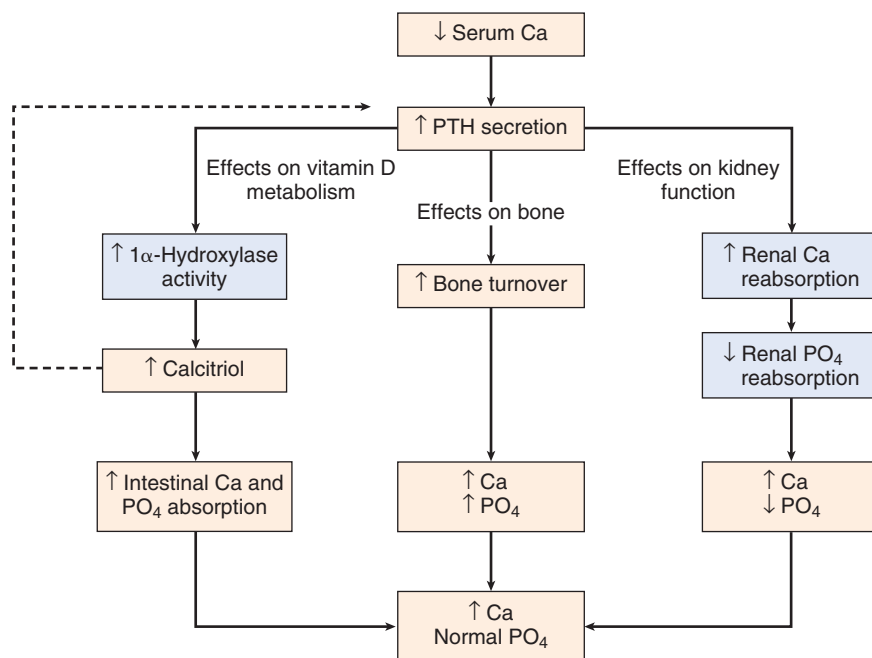 ↓ Serum Ca
↑ PTH secretion
Effects on vitamin D
metabolism
Effects on bone
Effects on kidney
function
↑ 1α-Hydroxylase
activity
↑ Bone turnover
↑ Renal Ca
reabsorption
↑ Calcitriol
↓ Renal PO₄
reabsorption
↑ Intestinal Ca and
PO₄ absorption
↑ Ca
↑ PO₄
↑ Ca
↓ PO₄
↑ Ca
Normal PO₄